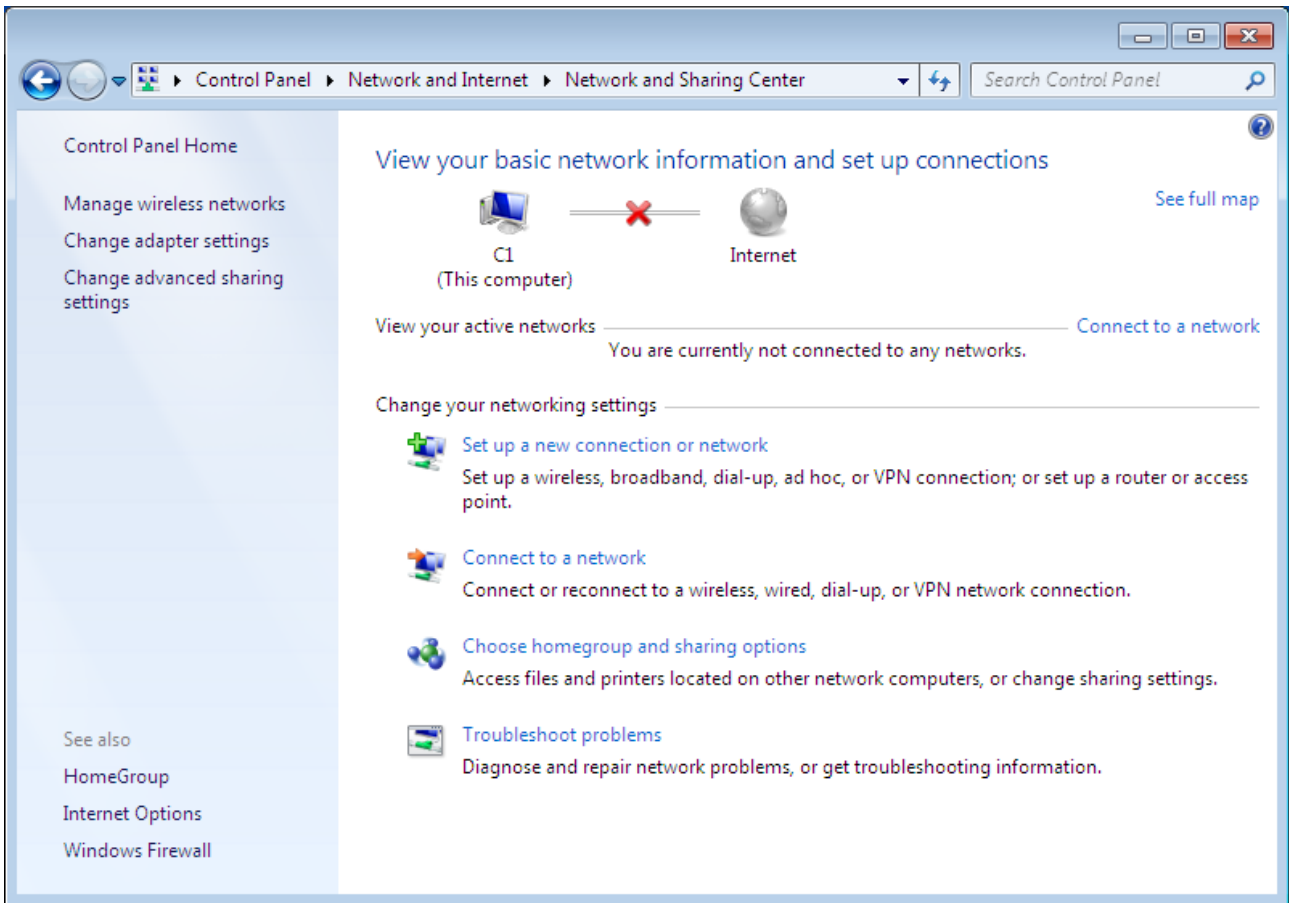 Control Panel Network and Internet Network and Sharing Center Search Control Panel
Control Panel Home
Manage wireless networks
Change adapter settings
Change advanced sharing
settings
See also
HomeGroup
Internet Options
Windows Firewall
View your basic network information and set up connections
See full map
C1
(This computer)
Internet
View your active networks Connect to a network
You are currently not connected to any networks.
Change your networking settings
Set up a new connection or network
Set up a wireless, broadband, dial-up, ad hoc, or VPN connection; or set up a router or access
point.
Connect to a network
Connect or reconnect to a wireless, wired, dial-up, or VPN network connection.
Choose homegroup and sharing options
Access files and printers located on other network computers, or change sharing settings.
Troubleshoot problems
Diagnose and repair network problems, or get troubleshooting information.